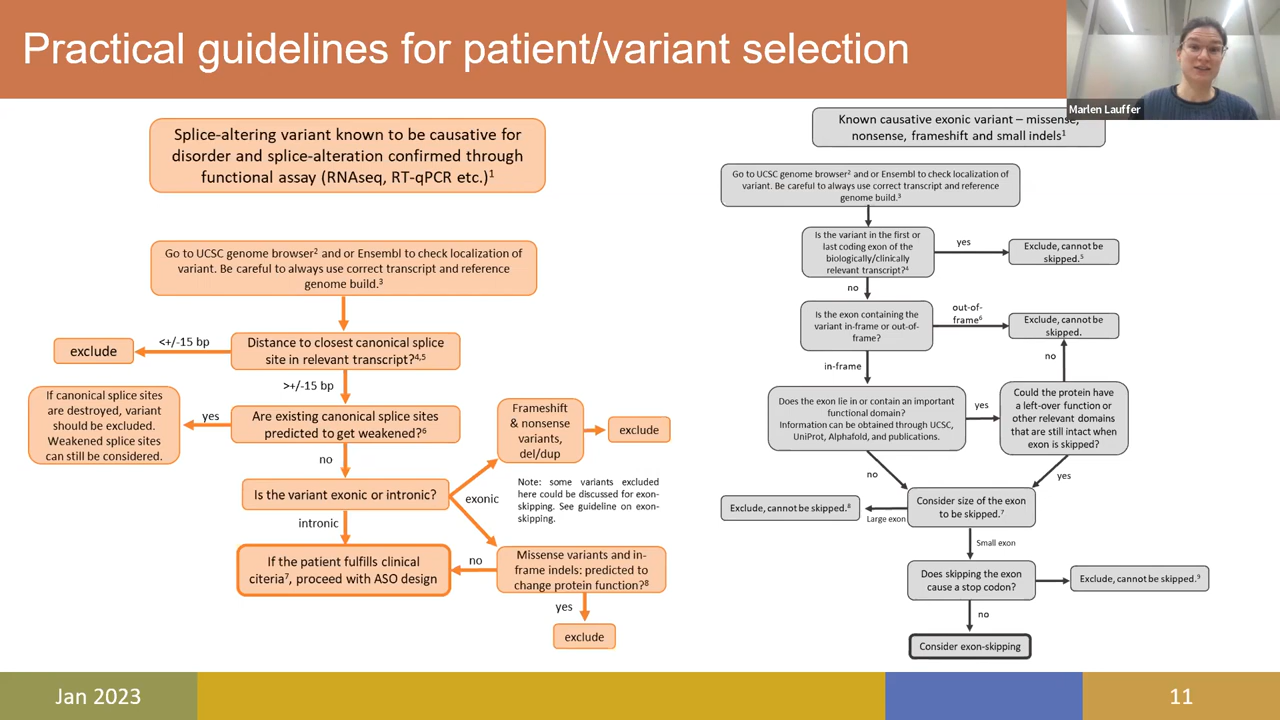 Practical guidelines for patient/variant selection
Marlen Lauffer
Splice-altering variant known to be causative for
disorder and splice-alteration confirmed through
functional assay (RNAseq, RT-qPCR etc.)1
Go to UCSC genome browser2 and or Ensembl to check localization of
variant. Be careful to always use correct transcript and reference
genome build.3
Distance to closest canonical splice
site in relevant transcript?4,5
<+/-15 bp
exclude
>+/-15 bp
Are existing canonical splice sites
predicted to get weakened?6
yes
If canonical splice sites
are destroyed, variant
should be excluded.
Weakened splice sites
can still be considered.
no
Is the variant exonic or intronic?
exonic
Frameshift
& nonsense
variants,
del/dup
exclude
Note: some variants excluded
here could be discussed for exon-
skipping. See guideline on exon-
skipping.
intronic
Missense variants and in-
frame indels: predicted to
change protein function?8
no
yes
exclude
If the patient fulfills clinical
citeria7, proceed with ASO design
Known causative exonic variant – missense,
nonsense, frameshift and small indels1
Go to UCSC genome browser2 and or Ensembl to check localization of
variant. Be careful to always use correct transcript and reference
genome build.3
Is the variant in the first or
last coding exon of the
biologically/clinically
relevant transcript?4
yes
Exclude, cannot be
skipped.5
no
Is the exon containing the
variant in-frame or out-of-
frame?
out-of-
frame6
Exclude, cannot be
skipped.
in-frame
no
Does the exon lie in or contain an important
functional domain?
Information can be obtained through UCSC,
UniProt, Alphafold, and publications.
yes
Could the protein have
a left-over function or
other relevant domains
that are still intact when
exon is skipped?
no
yes
Consider size of the exon
to be skipped.7
Large exon
Exclude, cannot be skipped.8
Small exon
Does skipping the exon
cause a stop codon?
Exclude, cannot be skipped.9
no
Consider exon-skipping
Jan 2023
11